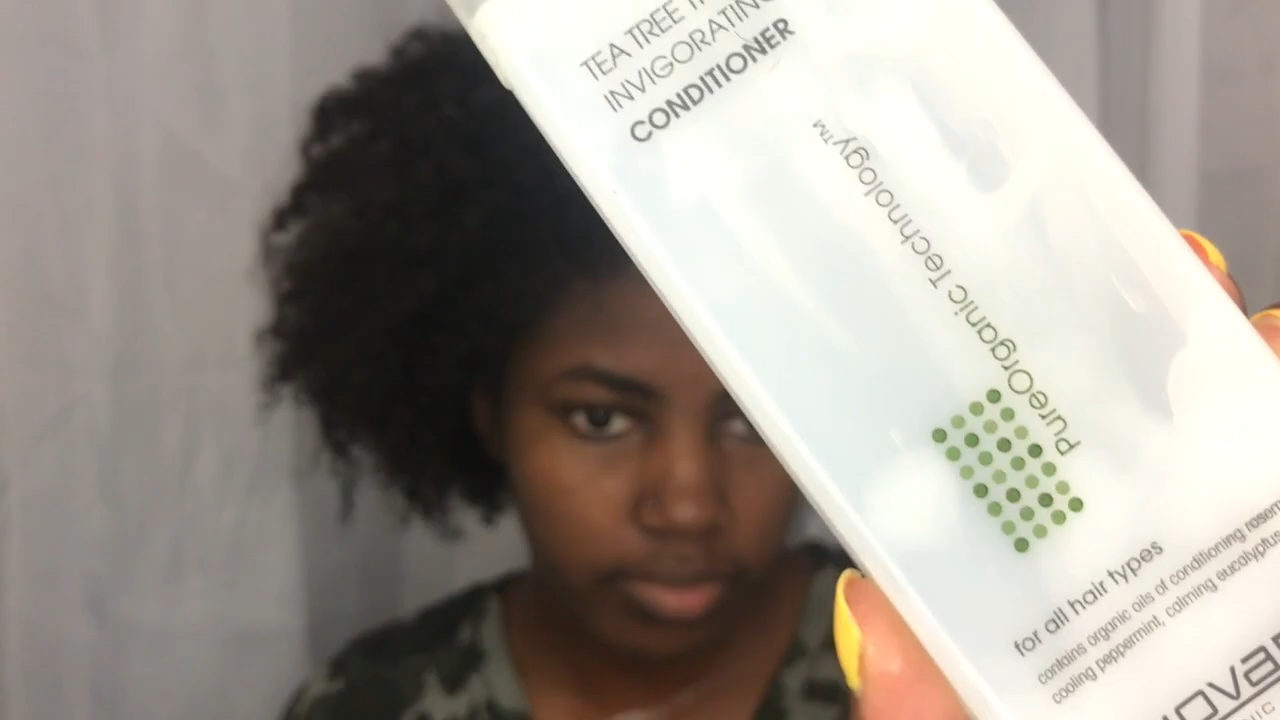 TEA TREE
INVIGORATING
CONDITIONER
PureOrganic Technology™
for all hair types
contains organic oils of conditioning
cooling peppermint, calming eucalyptus